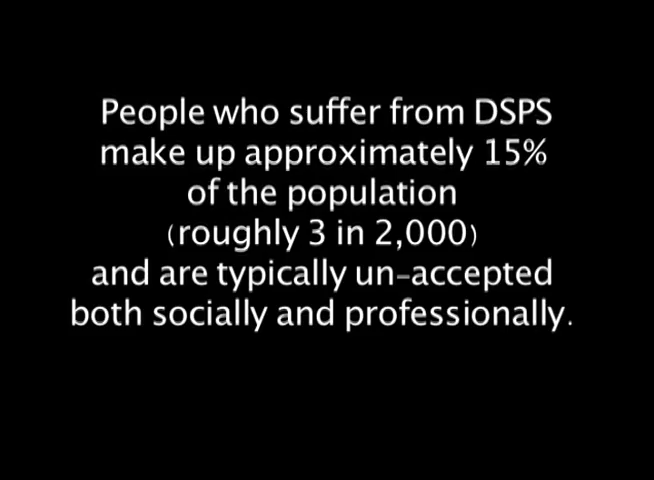 People who suffer from DSPS
make up approximately 15%
of the population
(roughly 3 in 2,000)
and are typically un-accepted
both socially and professionally.